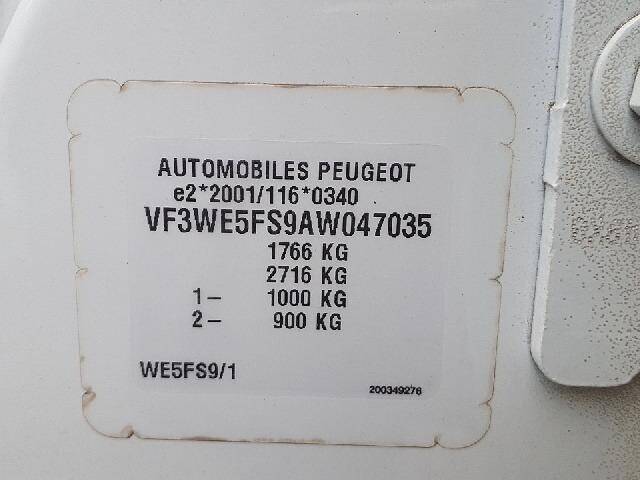 AUTOMOBILES PEUGEOT
e2*2001/116*0340
VF3WE5FS9AW047035
1766 KG
2716 KG
1– 1000 KG
2– 900 KG
WE5FS9/1
200349276